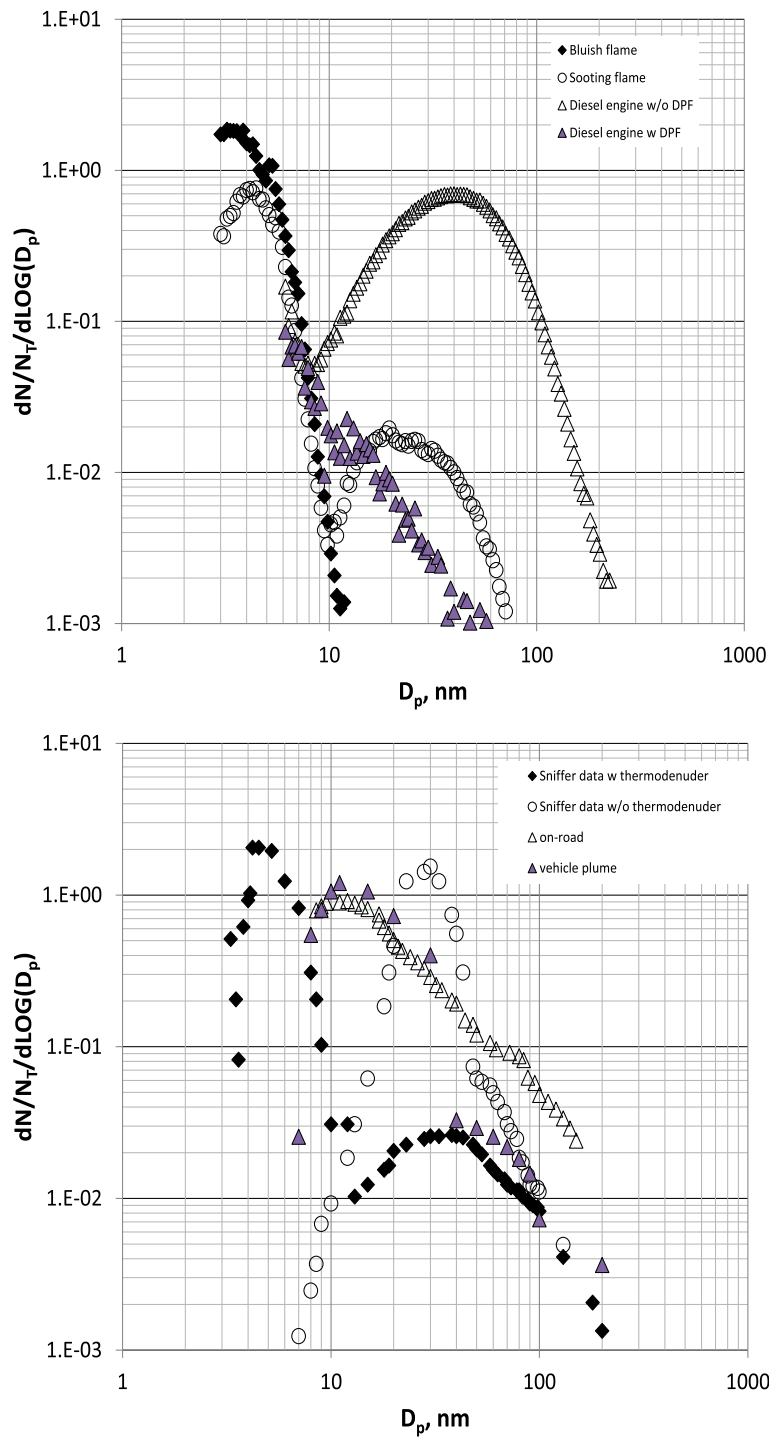 1.E+01
Bluish flame
Sooting flame
Diesel engine w/o DPF
Diesel engine w DPF
1.E+00
1.E-01
1.E-02
1.E-03
dN/N_T/dLOG(D_p)
1 10 100 1000
D_p, nm
1.E+01
Sniffer data w thermodenuder
Sniffer data w/o thermodenuder
on-road
vehicle plume
1.E+00
1.E-01
1.E-02
1.E-03
dN/N_T/dLOG(D_p)
1 10 100 1000
D_p, nm